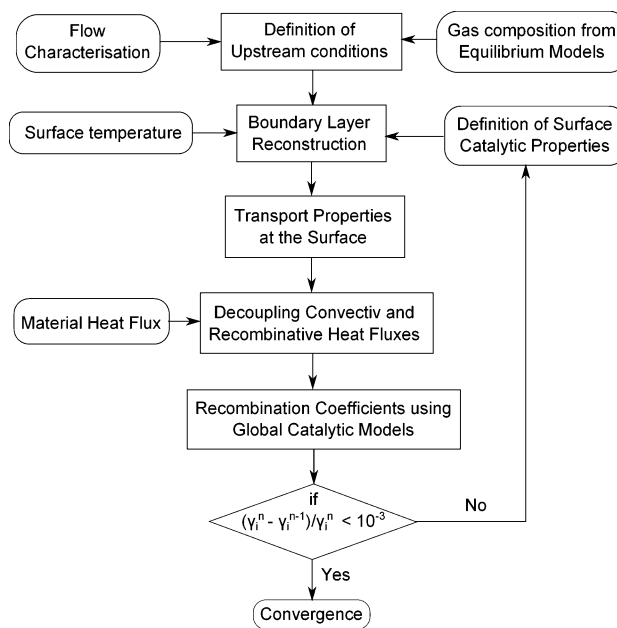 Flow
Characterisation
Definition of
Upstream conditions
Gas composition from
Equilibrium Models
Surface temperature
Boundary Layer
Reconstruction
Definition of Surface
Catalytic Properties
Transport Properties
at the Surface
Material Heat Flux
Decoupling Convectiv and
Recombinative Heat Fluxes
Recombination Coefficients using
Global Catalytic Models
if
(γᵢⁿ - γᵢⁿ⁻¹)/γᵢⁿ < 10⁻³
No
Yes
Convergence